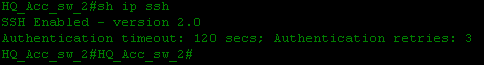 HQ_Acc_sw_2#sh ip ssh
SSH Enabled - version 2.0
Authentication timeout: 120 secs; Authentication retries: 3
HQ_Acc_sw_2#HQ_Acc_sw_2#